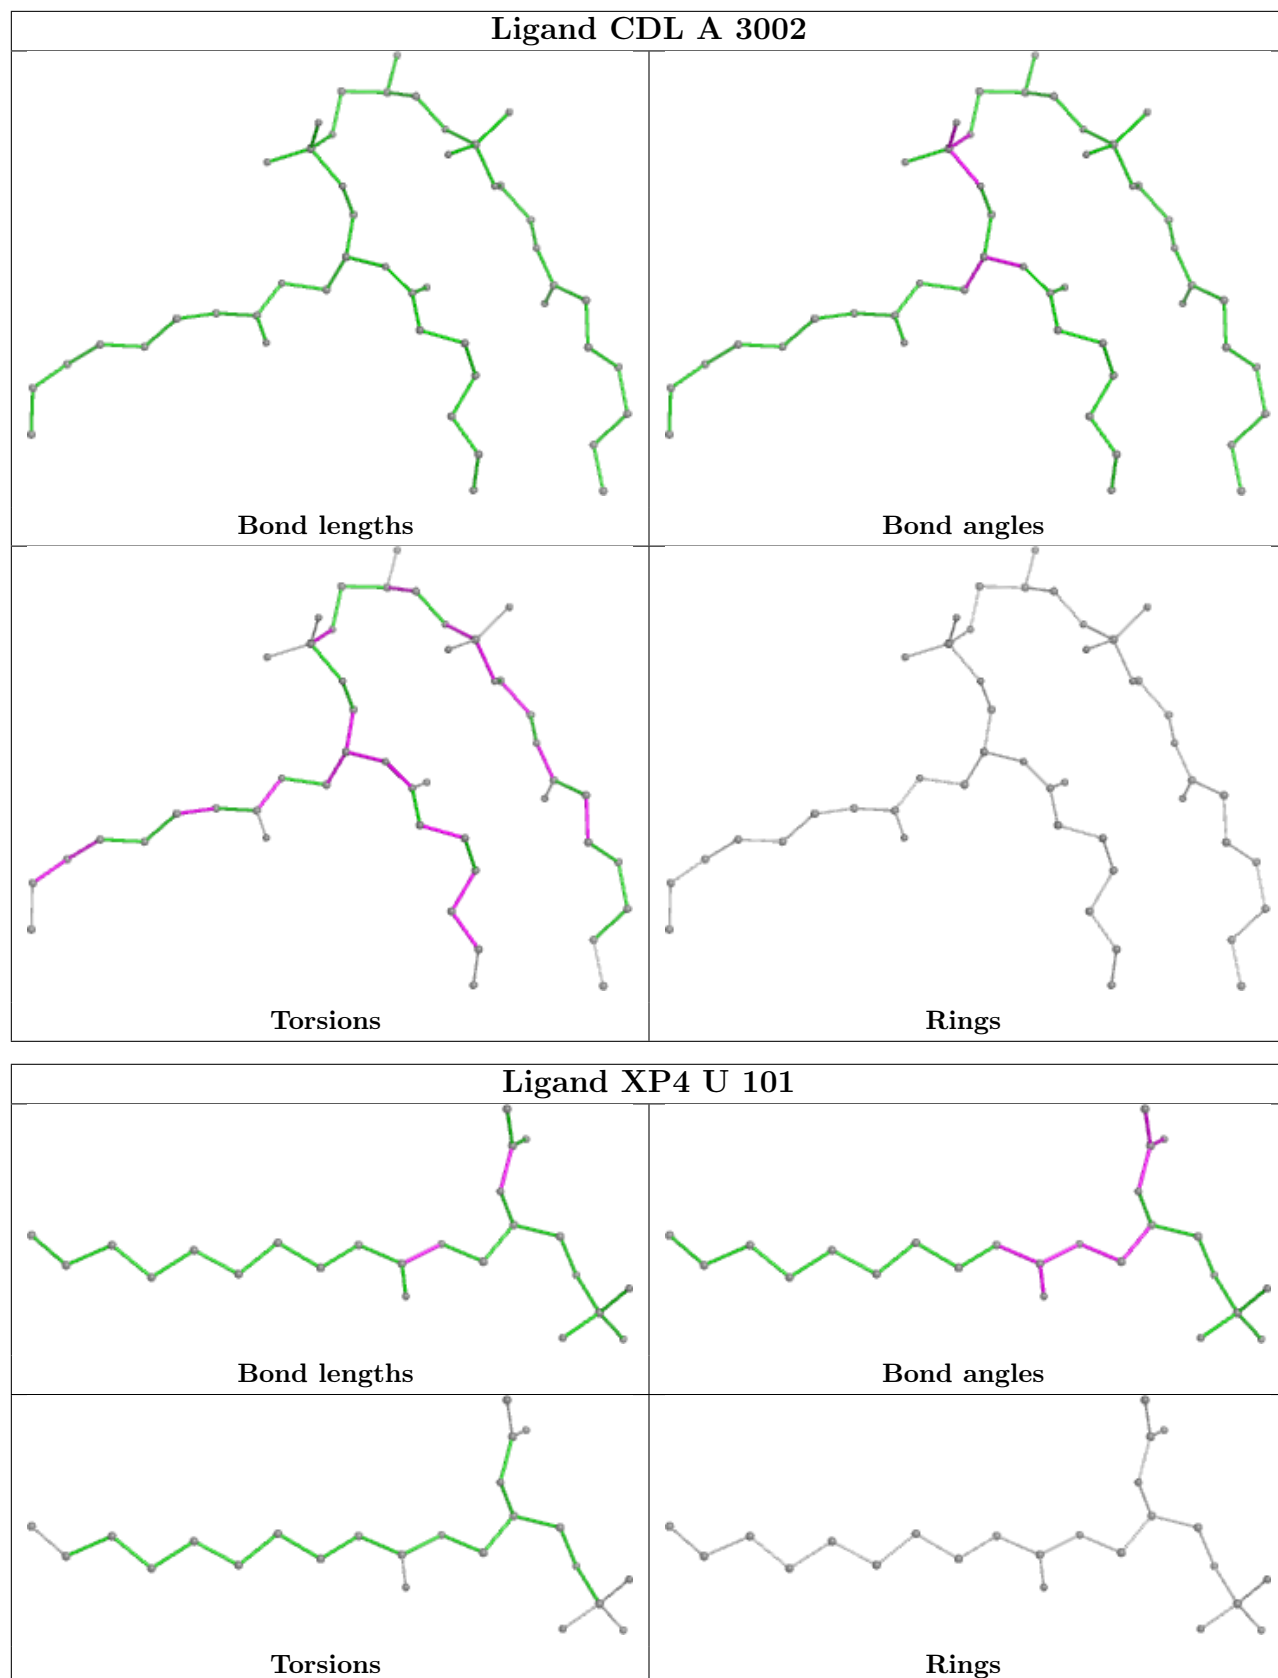 Ligand CDL A 3002
Bond lengths
Bond angles
Torsions
Rings
Ligand XP4 U 101
Bond lengths
Bond angles
Torsions
Rings